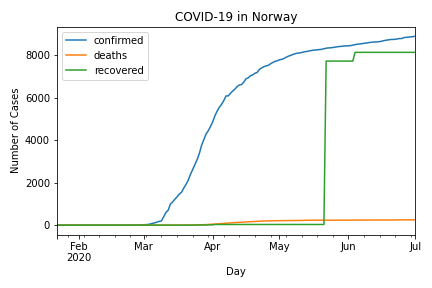 COVID-19 in Norway
confirmed
deaths
recovered
Number of Cases
8000
6000
4000
2000
0
Feb Mar Apr May Jun Jul
2020
Day